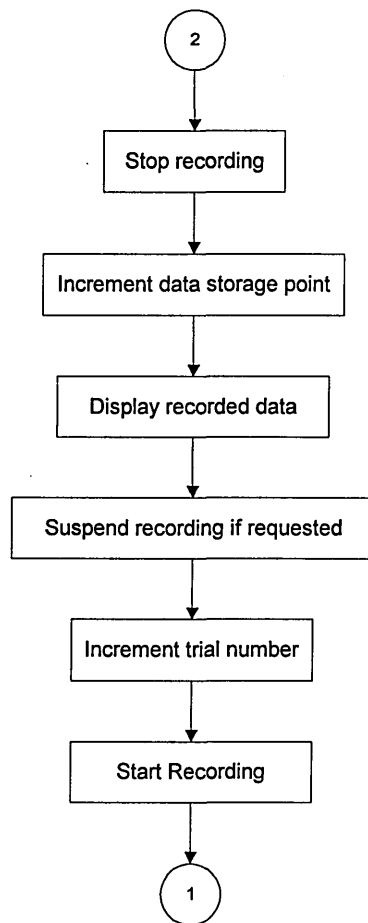 2
Stop recording
Increment data storage point
Display recorded data
Suspend recording if requested
Increment trial number
Start Recording
1